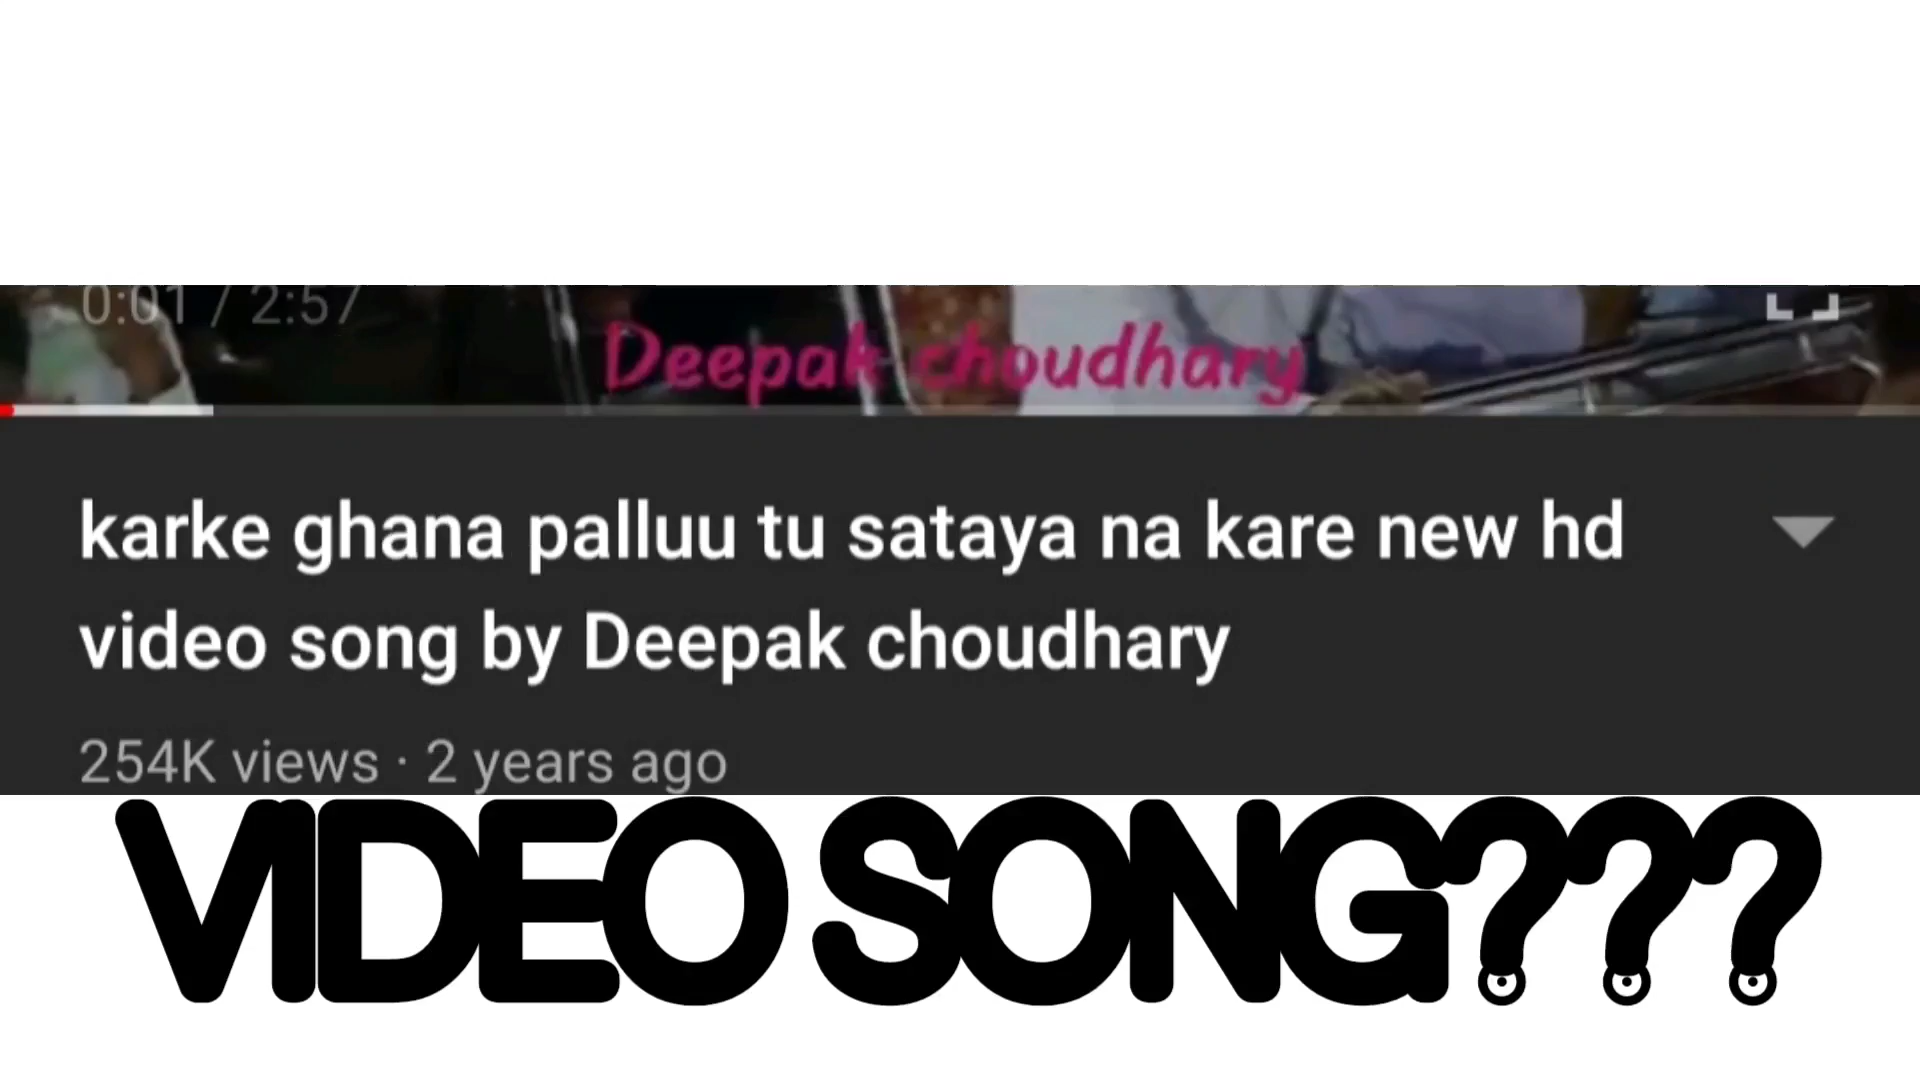 0:01 / 2:57
Deepak choudhary
karke ghana palluu tu sataya na kare new hd
video song by Deepak choudhary
254K views · 2 years ago
VIDEO SONG???